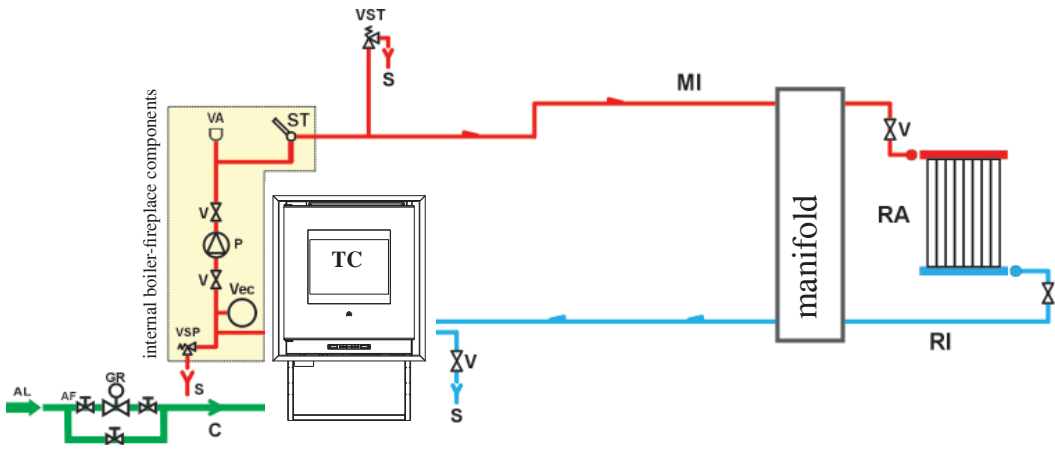 VST
S
MI
VA
ST
V
internal boiler-fireplace components
V
P
V
Vec
VSP
S
TC
manifold
RA
RI
V
S
AL
AF
GR
C